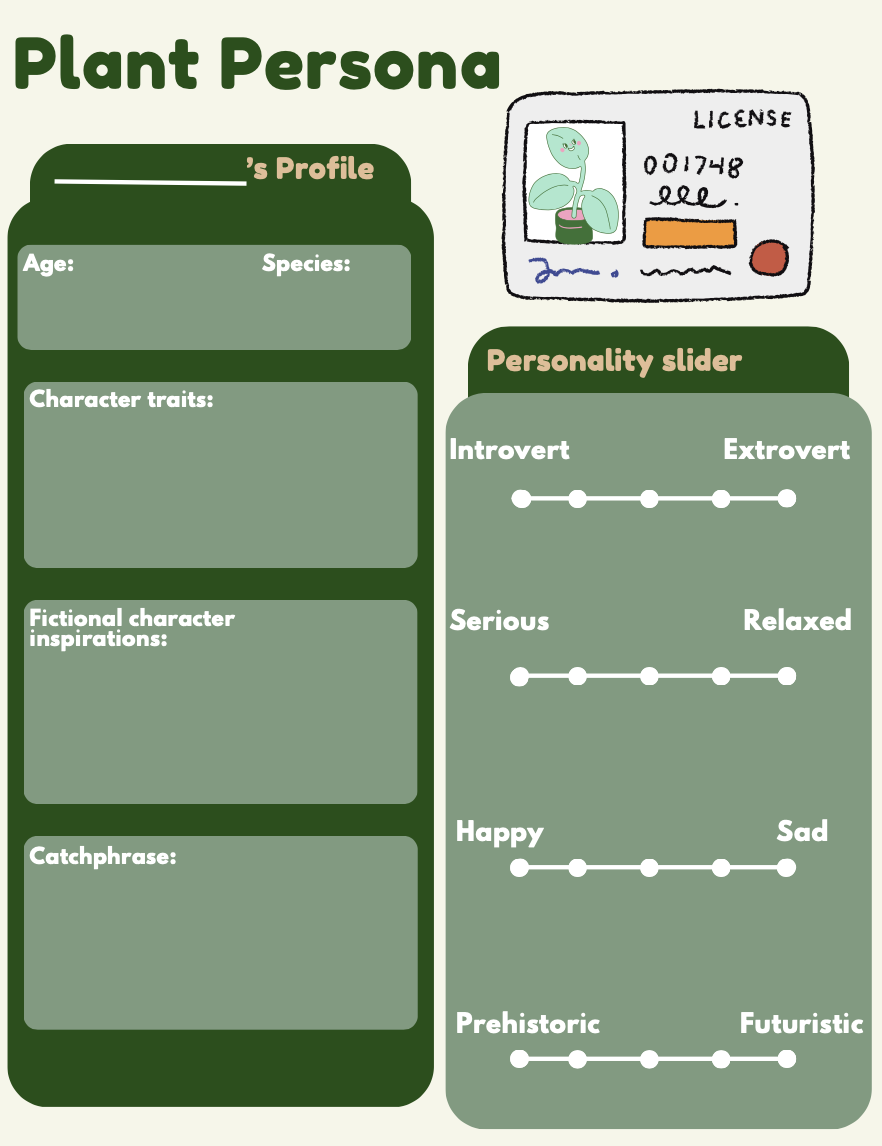 Plant Persona
LICENSE
001748
's Profile
Age:
Species:
Character traits:
Fictional character
inspirations:
Catchphrase:
Personality slider
Introvert
Extrovert
Serious
Relaxed
Happy
Sad
Prehistoric
Futuristic